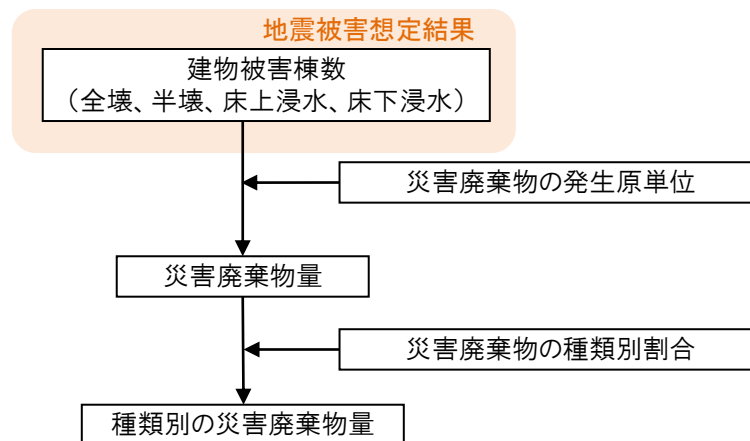 地震被害想定結果
建物被害棟数
（全壊、半壊、床上浸水、床下浸水）
災害廃棄物の発生原単位
災害廃棄物量
災害廃棄物の種類別割合
種類別の災害廃棄物量